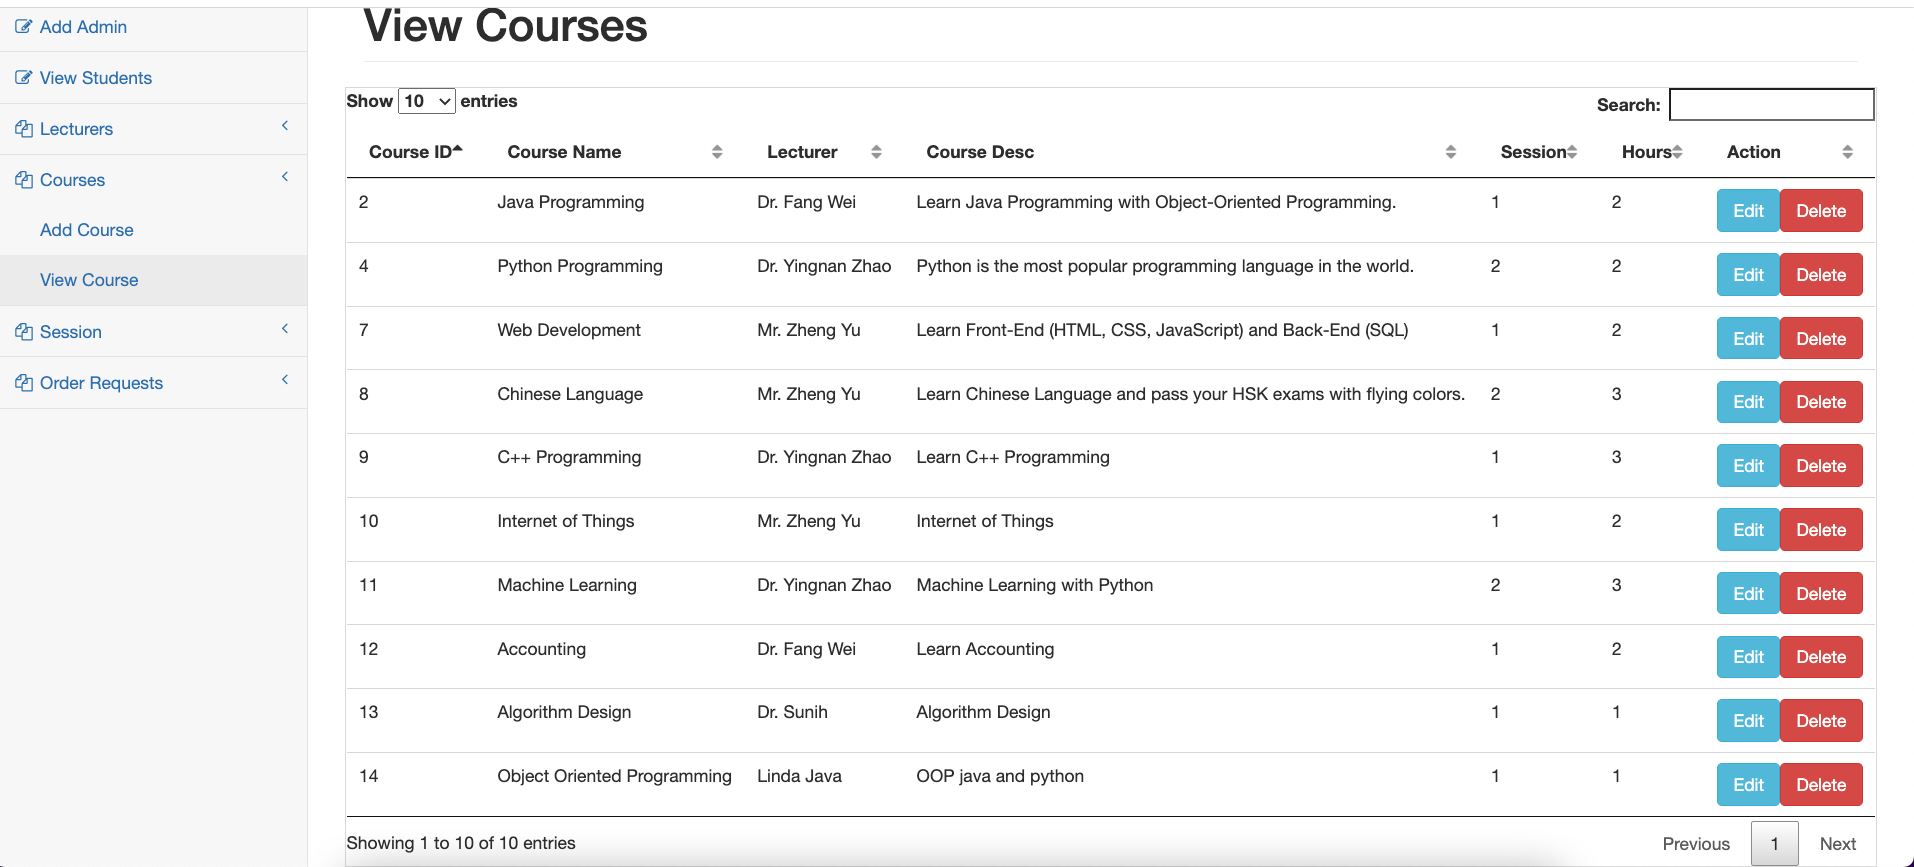 View Courses
Add Admin
View Students
Lecturers
Courses
Add Course
View Course
Session
Order Requests
Show 10 entries
Search:
Course ID Course Name Lecturer Course Desc Session Hours Action
2 Java Programming Dr. Fang Wei Learn Java Programming with Object-Oriented Programming. 1 2 Edit Delete
4 Python Programming Dr. Yingnan Zhao Python is the most popular programming language in the world. 2 2 Edit Delete
7 Web Development Mr. Zheng Yu Learn Front-End (HTML, CSS, JavaScript) and Back-End (SQL) 1 2 Edit Delete
8 Chinese Language Mr. Zheng Yu Learn Chinese Language and pass your HSK exams with flying colors. 2 3 Edit Delete
9 C++ Programming Dr. Yingnan Zhao Learn C++ Programming 1 3 Edit Delete
10 Internet of Things Mr. Zheng Yu Internet of Things 1 2 Edit Delete
11 Machine Learning Dr. Yingnan Zhao Machine Learning with Python 2 3 Edit Delete
12 Accounting Dr. Fang Wei Learn Accounting 1 2 Edit Delete
13 Algorithm Design Dr. Sunih Algorithm Design 1 1 Edit Delete
14 Object Oriented Programming Linda Java OOP java and python 1 1 Edit Delete
Showing 1 to 10 of 10 entries
Previous 1 Next